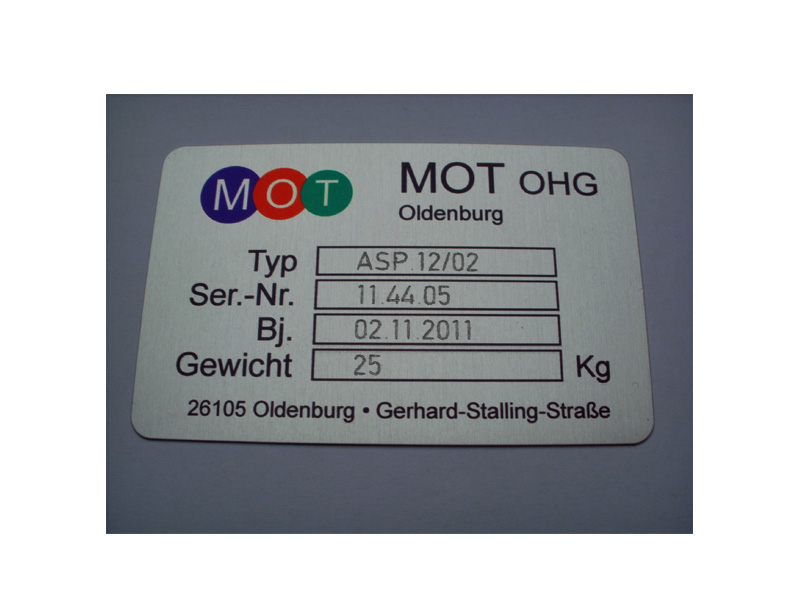 MOT
MOT OHG
Oldenburg
Typ ASP.12/02
Ser.-Nr. 11.44.05
Bj. 02.11.2011
Gewicht 25 Kg
26105 Oldenburg • Gerhard-Stalling-Straße